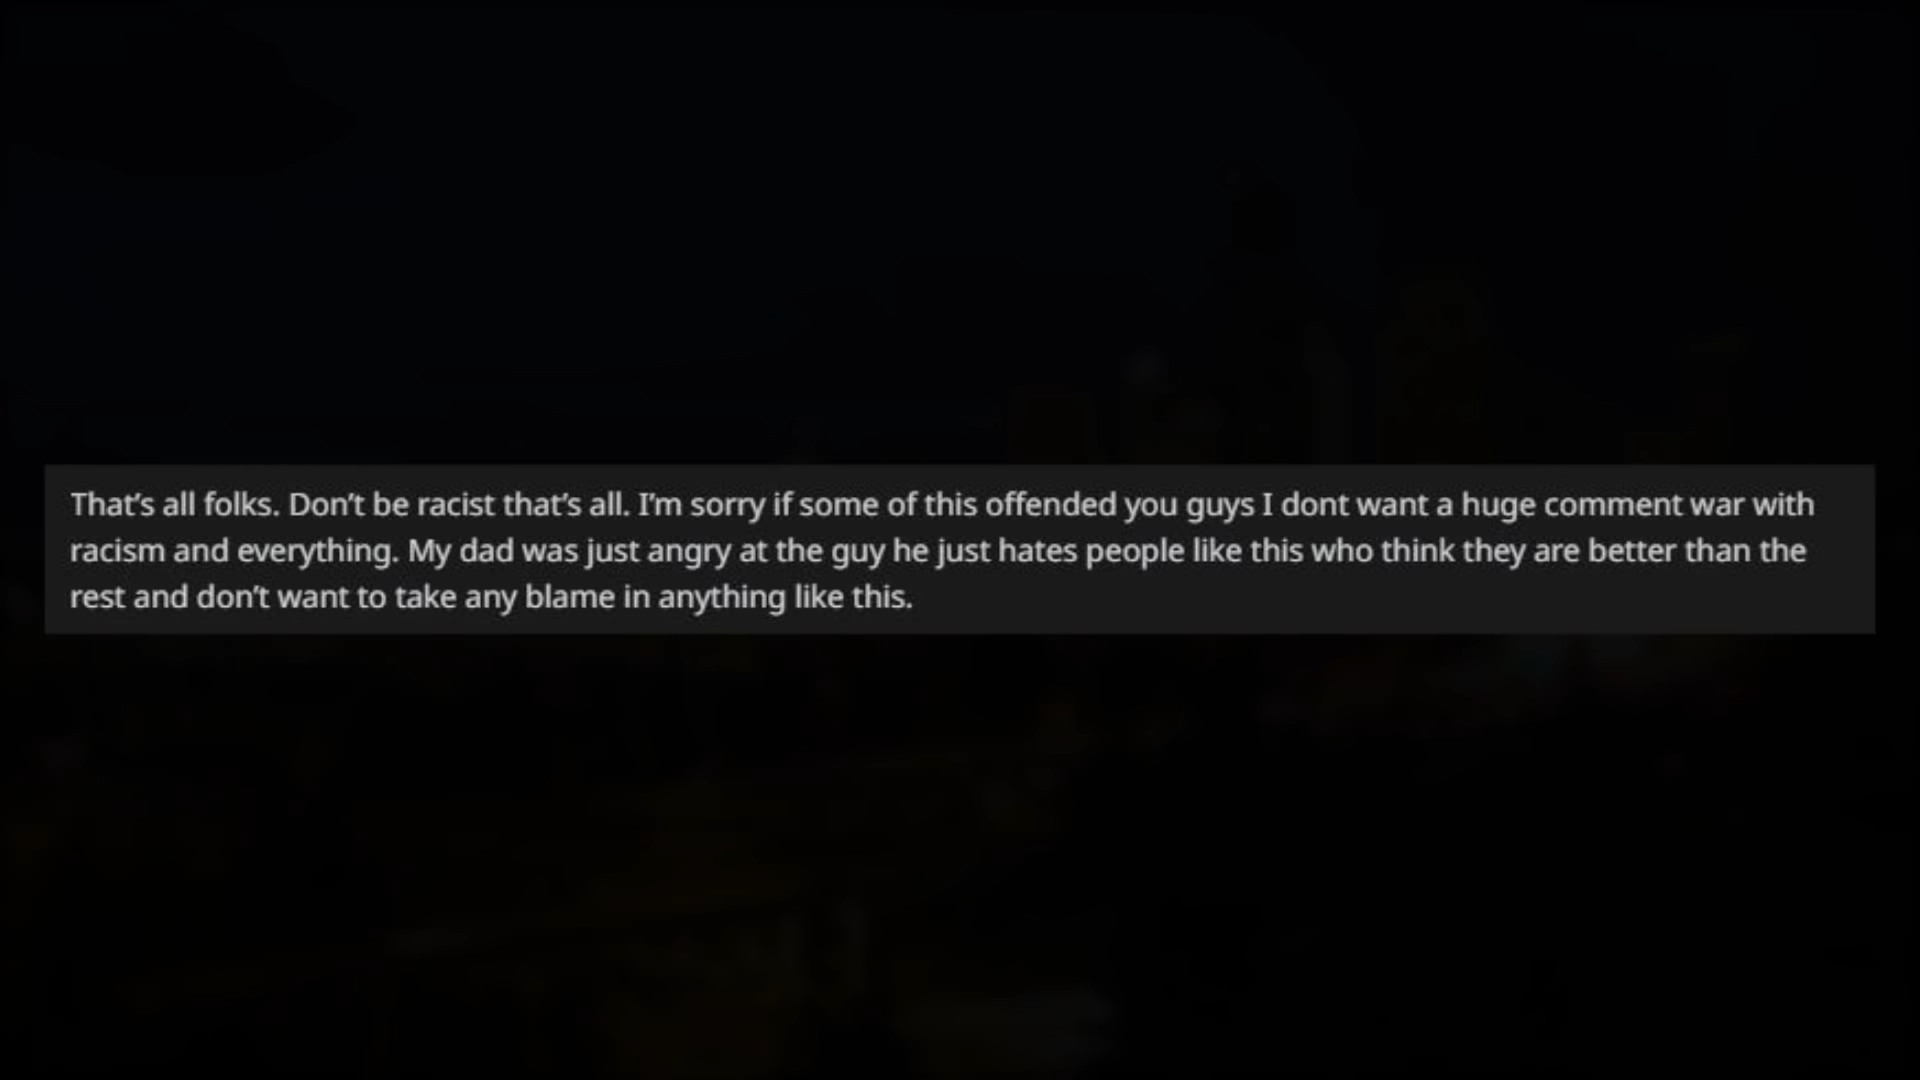 That’s all folks. Don’t be racist that’s all. I’m sorry if some of this offended you guys I dont want a huge comment war with
racism and everything. My dad was just angry at the guy he just hates people like this who think they are better than the
rest and don’t want to take any blame in anything like this.